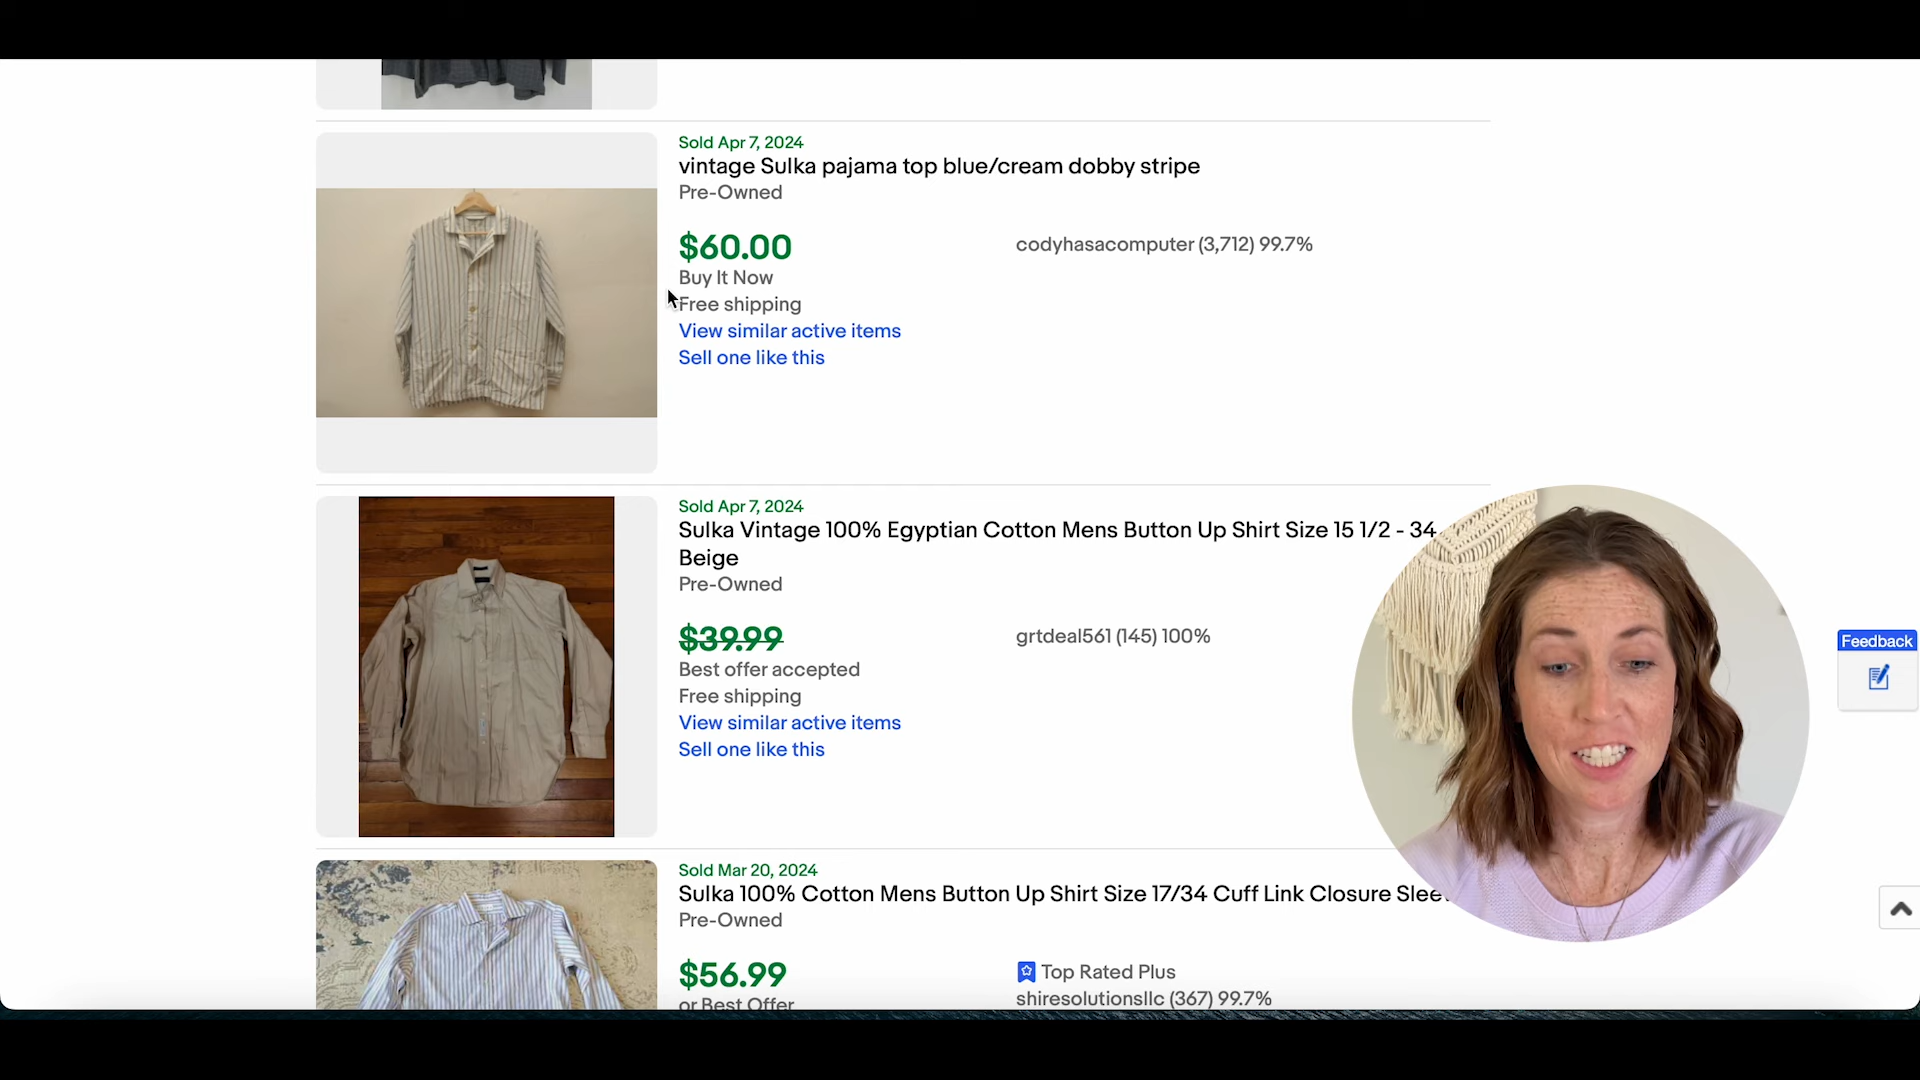 Sold Apr 7, 2024
vintage Sulka pajama top blue/cream dobby stripe
Pre-Owned
$60.00
codyhasacomputer (3,712) 99.7%
Buy It Now
Free shipping
View similar active items
Sell one like this
Sold Apr 7, 2024
Sulka Vintage 100% Egyptian Cotton Mens Button Up Shirt Size 15 1/2 - 34
Beige
Pre-Owned
$39.99
grtdeal561 (145) 100%
Best offer accepted
Free shipping
View similar active items
Sell one like this
Feedback
Sold Mar 20, 2024
Sulka 100% Cotton Mens Button Up Shirt Size 17/34 Cuff Link Closure
Pre-Owned
$56.99
Top Rated Plus
or Best Offer
shiresolutionsllc (367) 99.7%